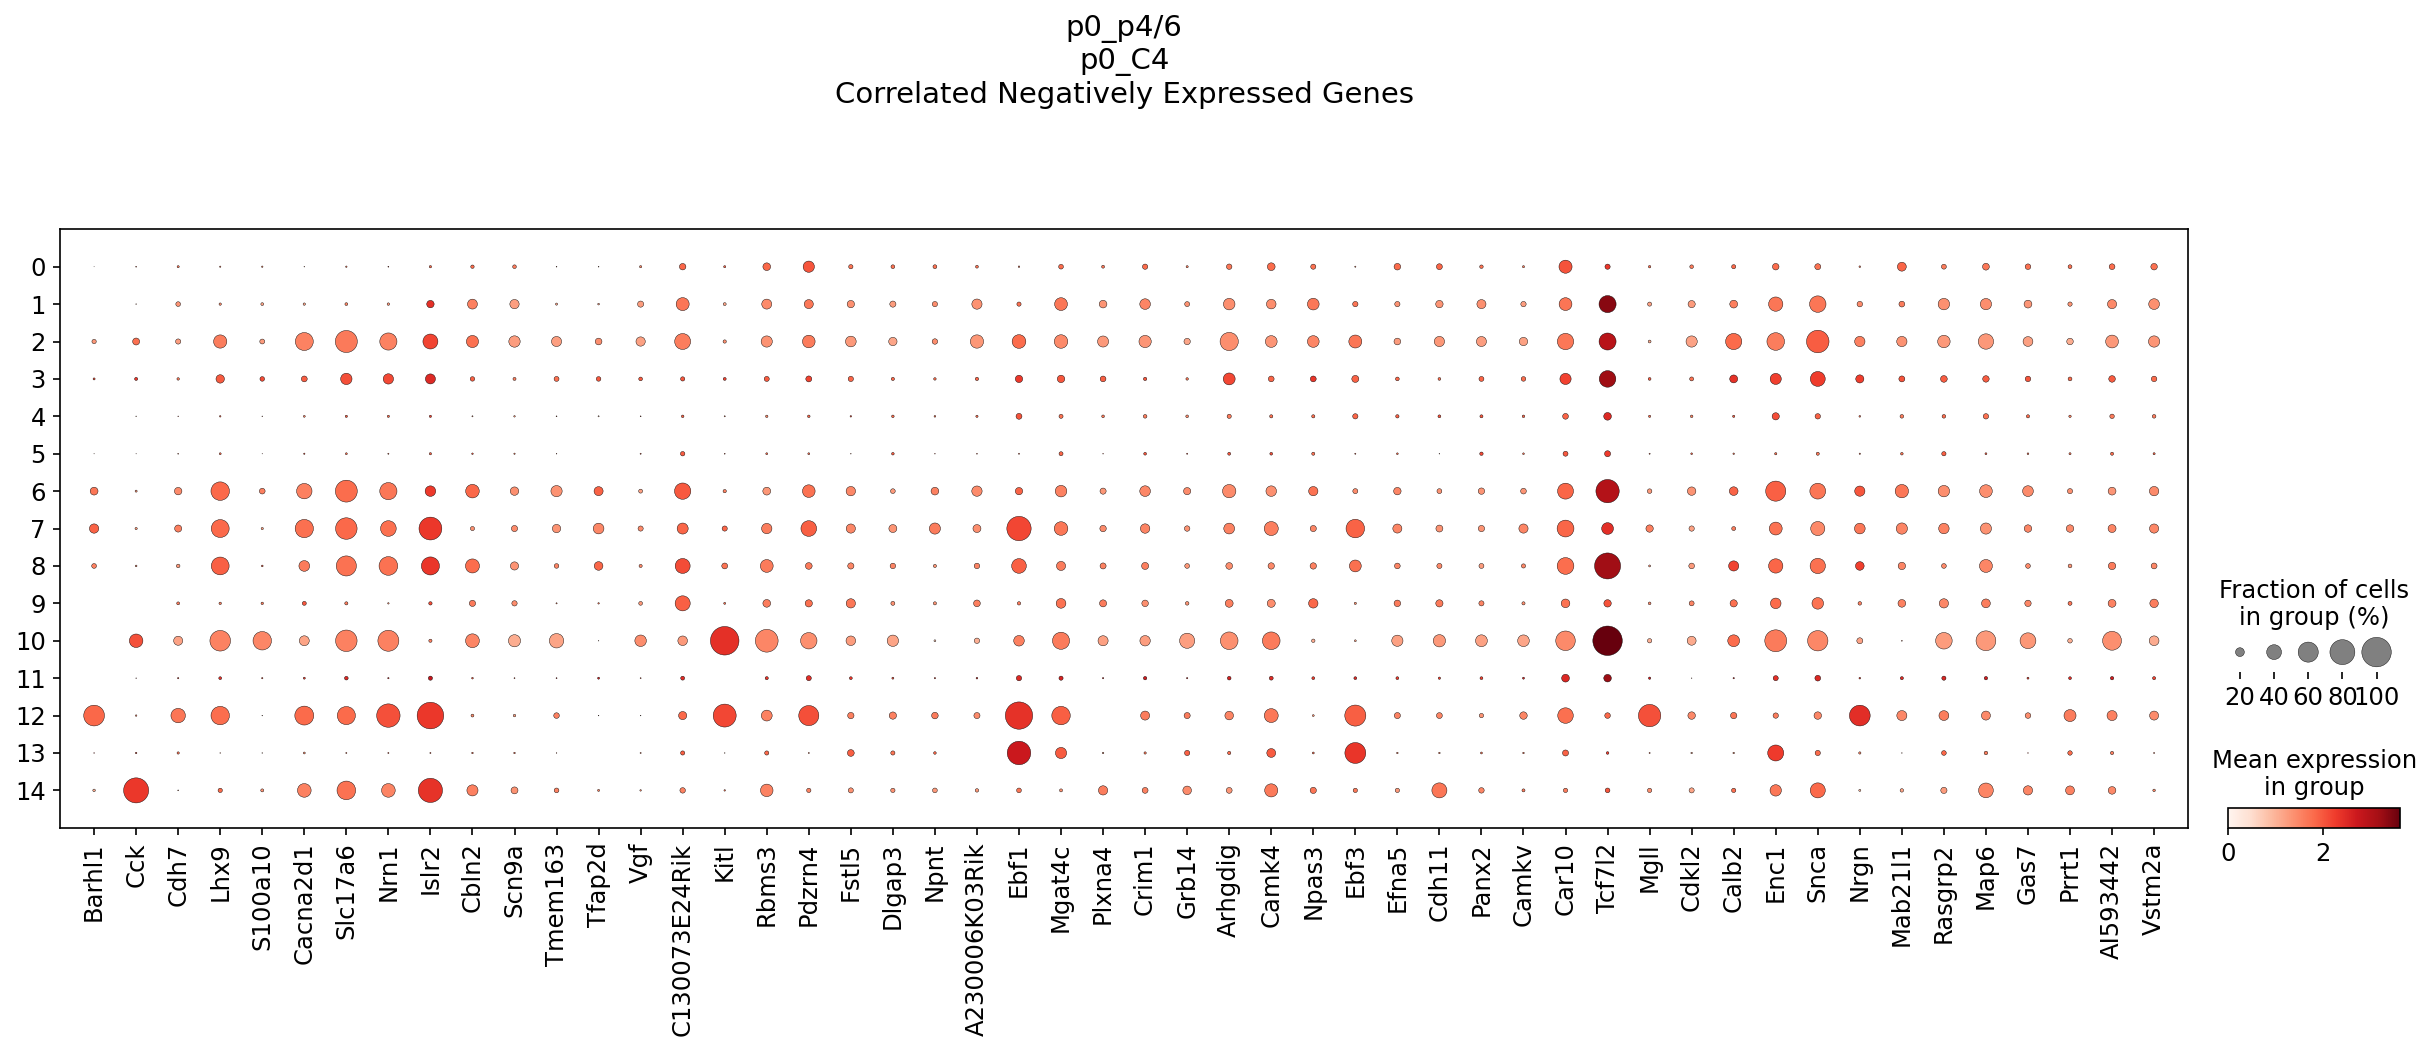 p0_p4/6
p0_C4
Correlated Negatively Expressed Genes
0
1
2
3
4
5
6
7
8
9
10
11
12
13
14
Barhl1
Cck
Cdh7
Lhx9
S100a10
Cacna2d1
Slc17a6
Nrn1
Islr2
Cbln2
Scn9a
Tmem163
Tfap2d
Vgf
C130073E24Rik
Kitl
Rbms3
Pdzrn4
Fstl5
Dlgap3
Npnt
A230006K03Rik
Ebf1
Mgat4c
Plxna4
Crim1
Grb14
Arhgdig
Camk4
Npas3
Ebf3
Efna5
Cdh11
Panx2
Camkv
Car10
Tcf7l2
Mgll
Cdkl2
Calb2
Enc1
Snca
Nrgn
Mab21l1
Rasgrp2
Map6
Gas7
Prrt1
AI593442
Vstm2a
Fraction of cells
in group (%)
20 40 60 80 100
Mean expression
in group
0 2